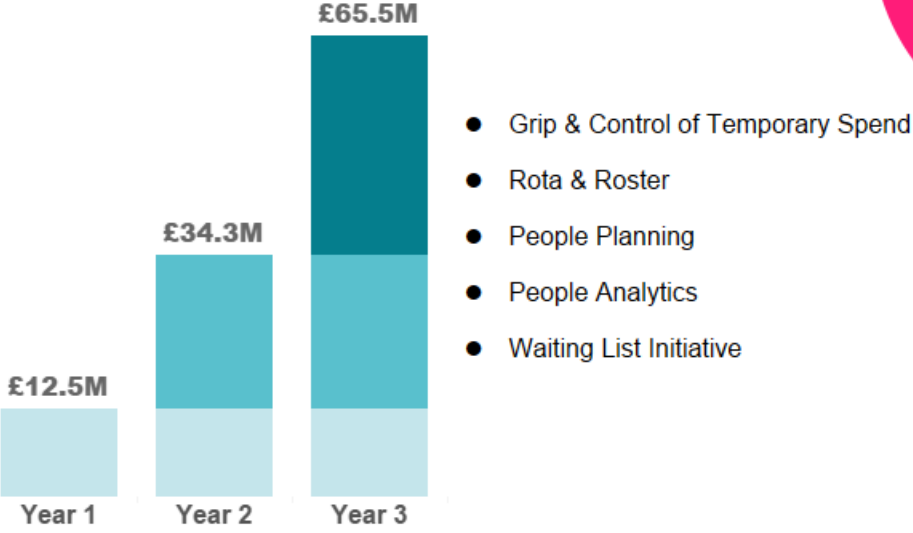 £65.5M
£34.3M
£12.5M
Year 1
Year 2
Year 3
● Grip & Control of Temporary Spend
● Rota & Roster
● People Planning
● People Analytics
● Waiting List Initiative